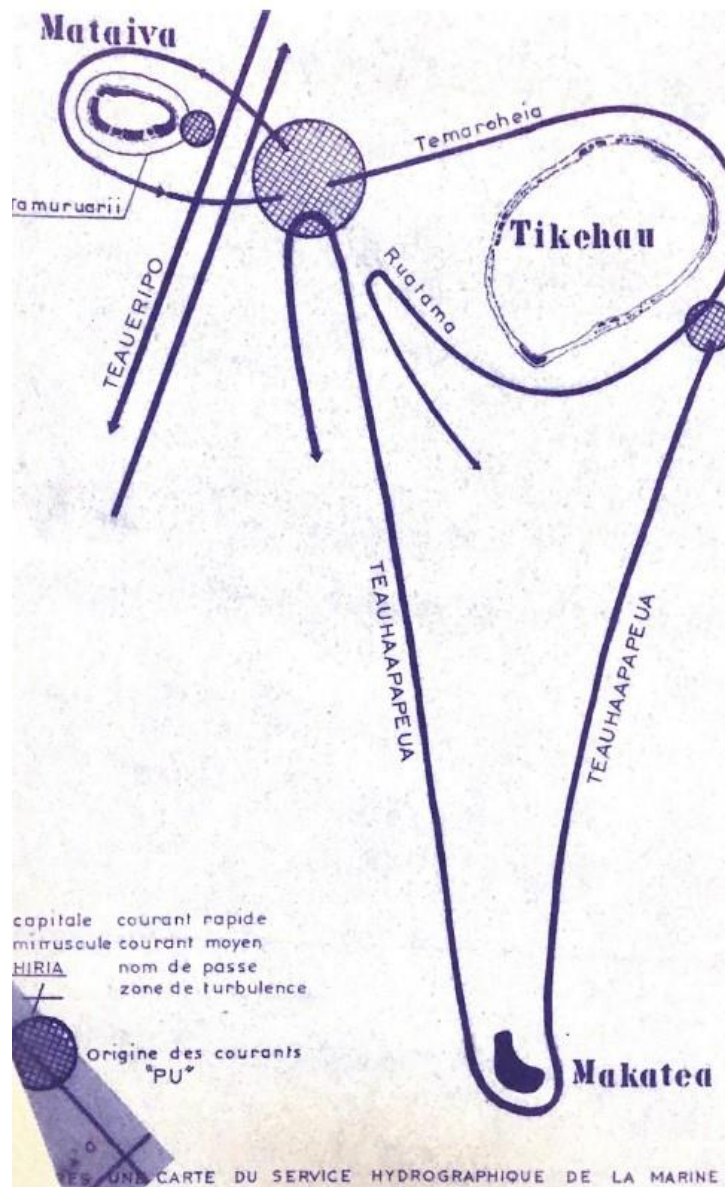 Mataiva
Temaroheia
Tamuruarii
Tikehau
Ruatama
TEAUERIPO
TEAUHAAPAPEUA
TEAUHAAPAPEUA
capitale courant rapide
minuscule courant moyen
HIRIA nom de passe
zone de turbulence
Origine des courants
"PU"
Makatea
UNE CARTE DU SERVICE HYDROGRAPHIQUE DE LA MARINE